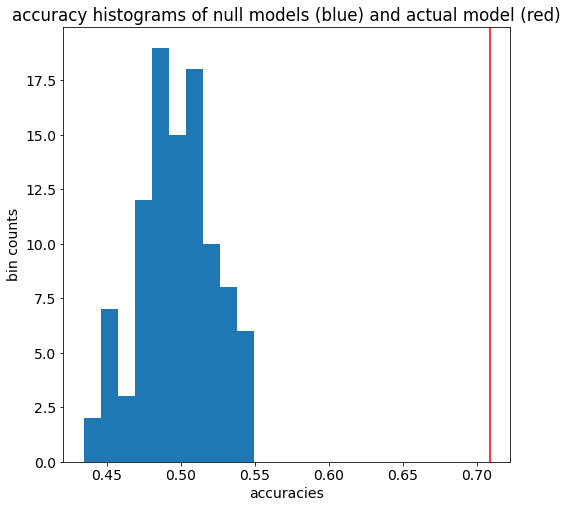 accuracy histograms of null models (blue) and actual model (red)
17.5
15.0
12.5
10.0
7.5
5.0
2.5
0.0
bin counts
0.45 0.50 0.55 0.60 0.65 0.70
accuracies